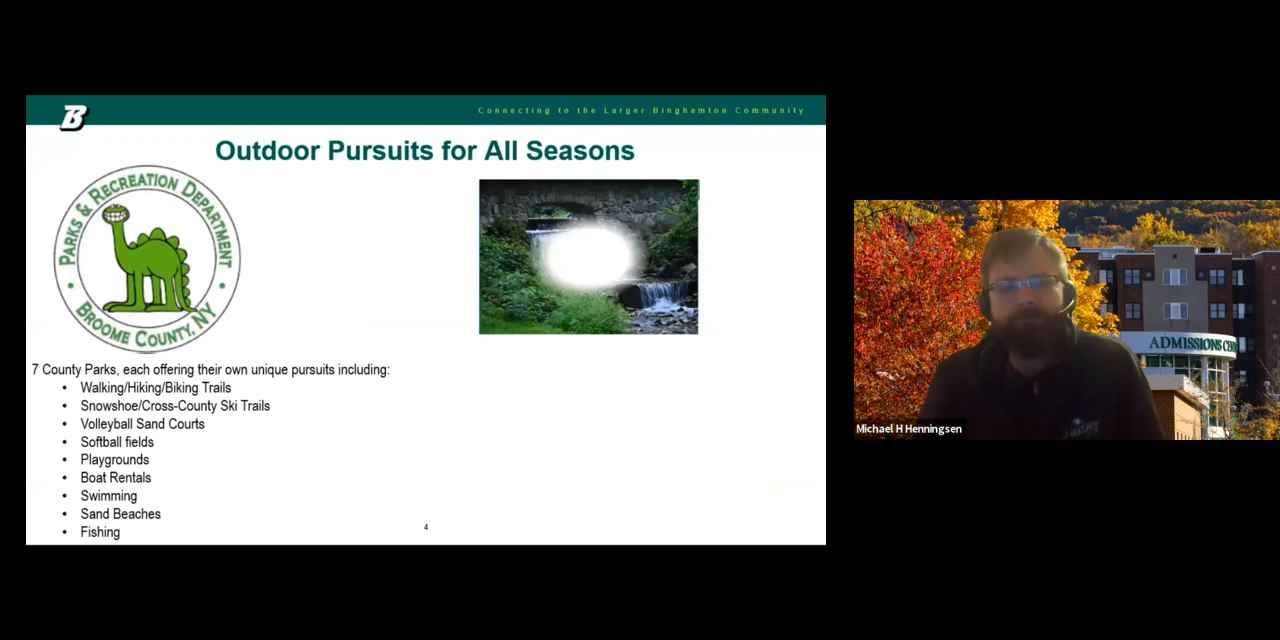 B
Connecting to the Larger Binghamton Community
Outdoor Pursuits for All Seasons
PARKS & RECREATION DEPARTMENT
BROOME COUNTY, NY
7 County Parks, each offering their own unique pursuits including:
• Walking/Hiking/Biking Trails
• Snowshoe/Cross-County Ski Trails
• Volleyball Sand Courts
• Softball fields
• Playgrounds
• Boat Rentals
• Swimming
• Sand Beaches
• Fishing
4
ADMISSIONS
Michael H Henningsen